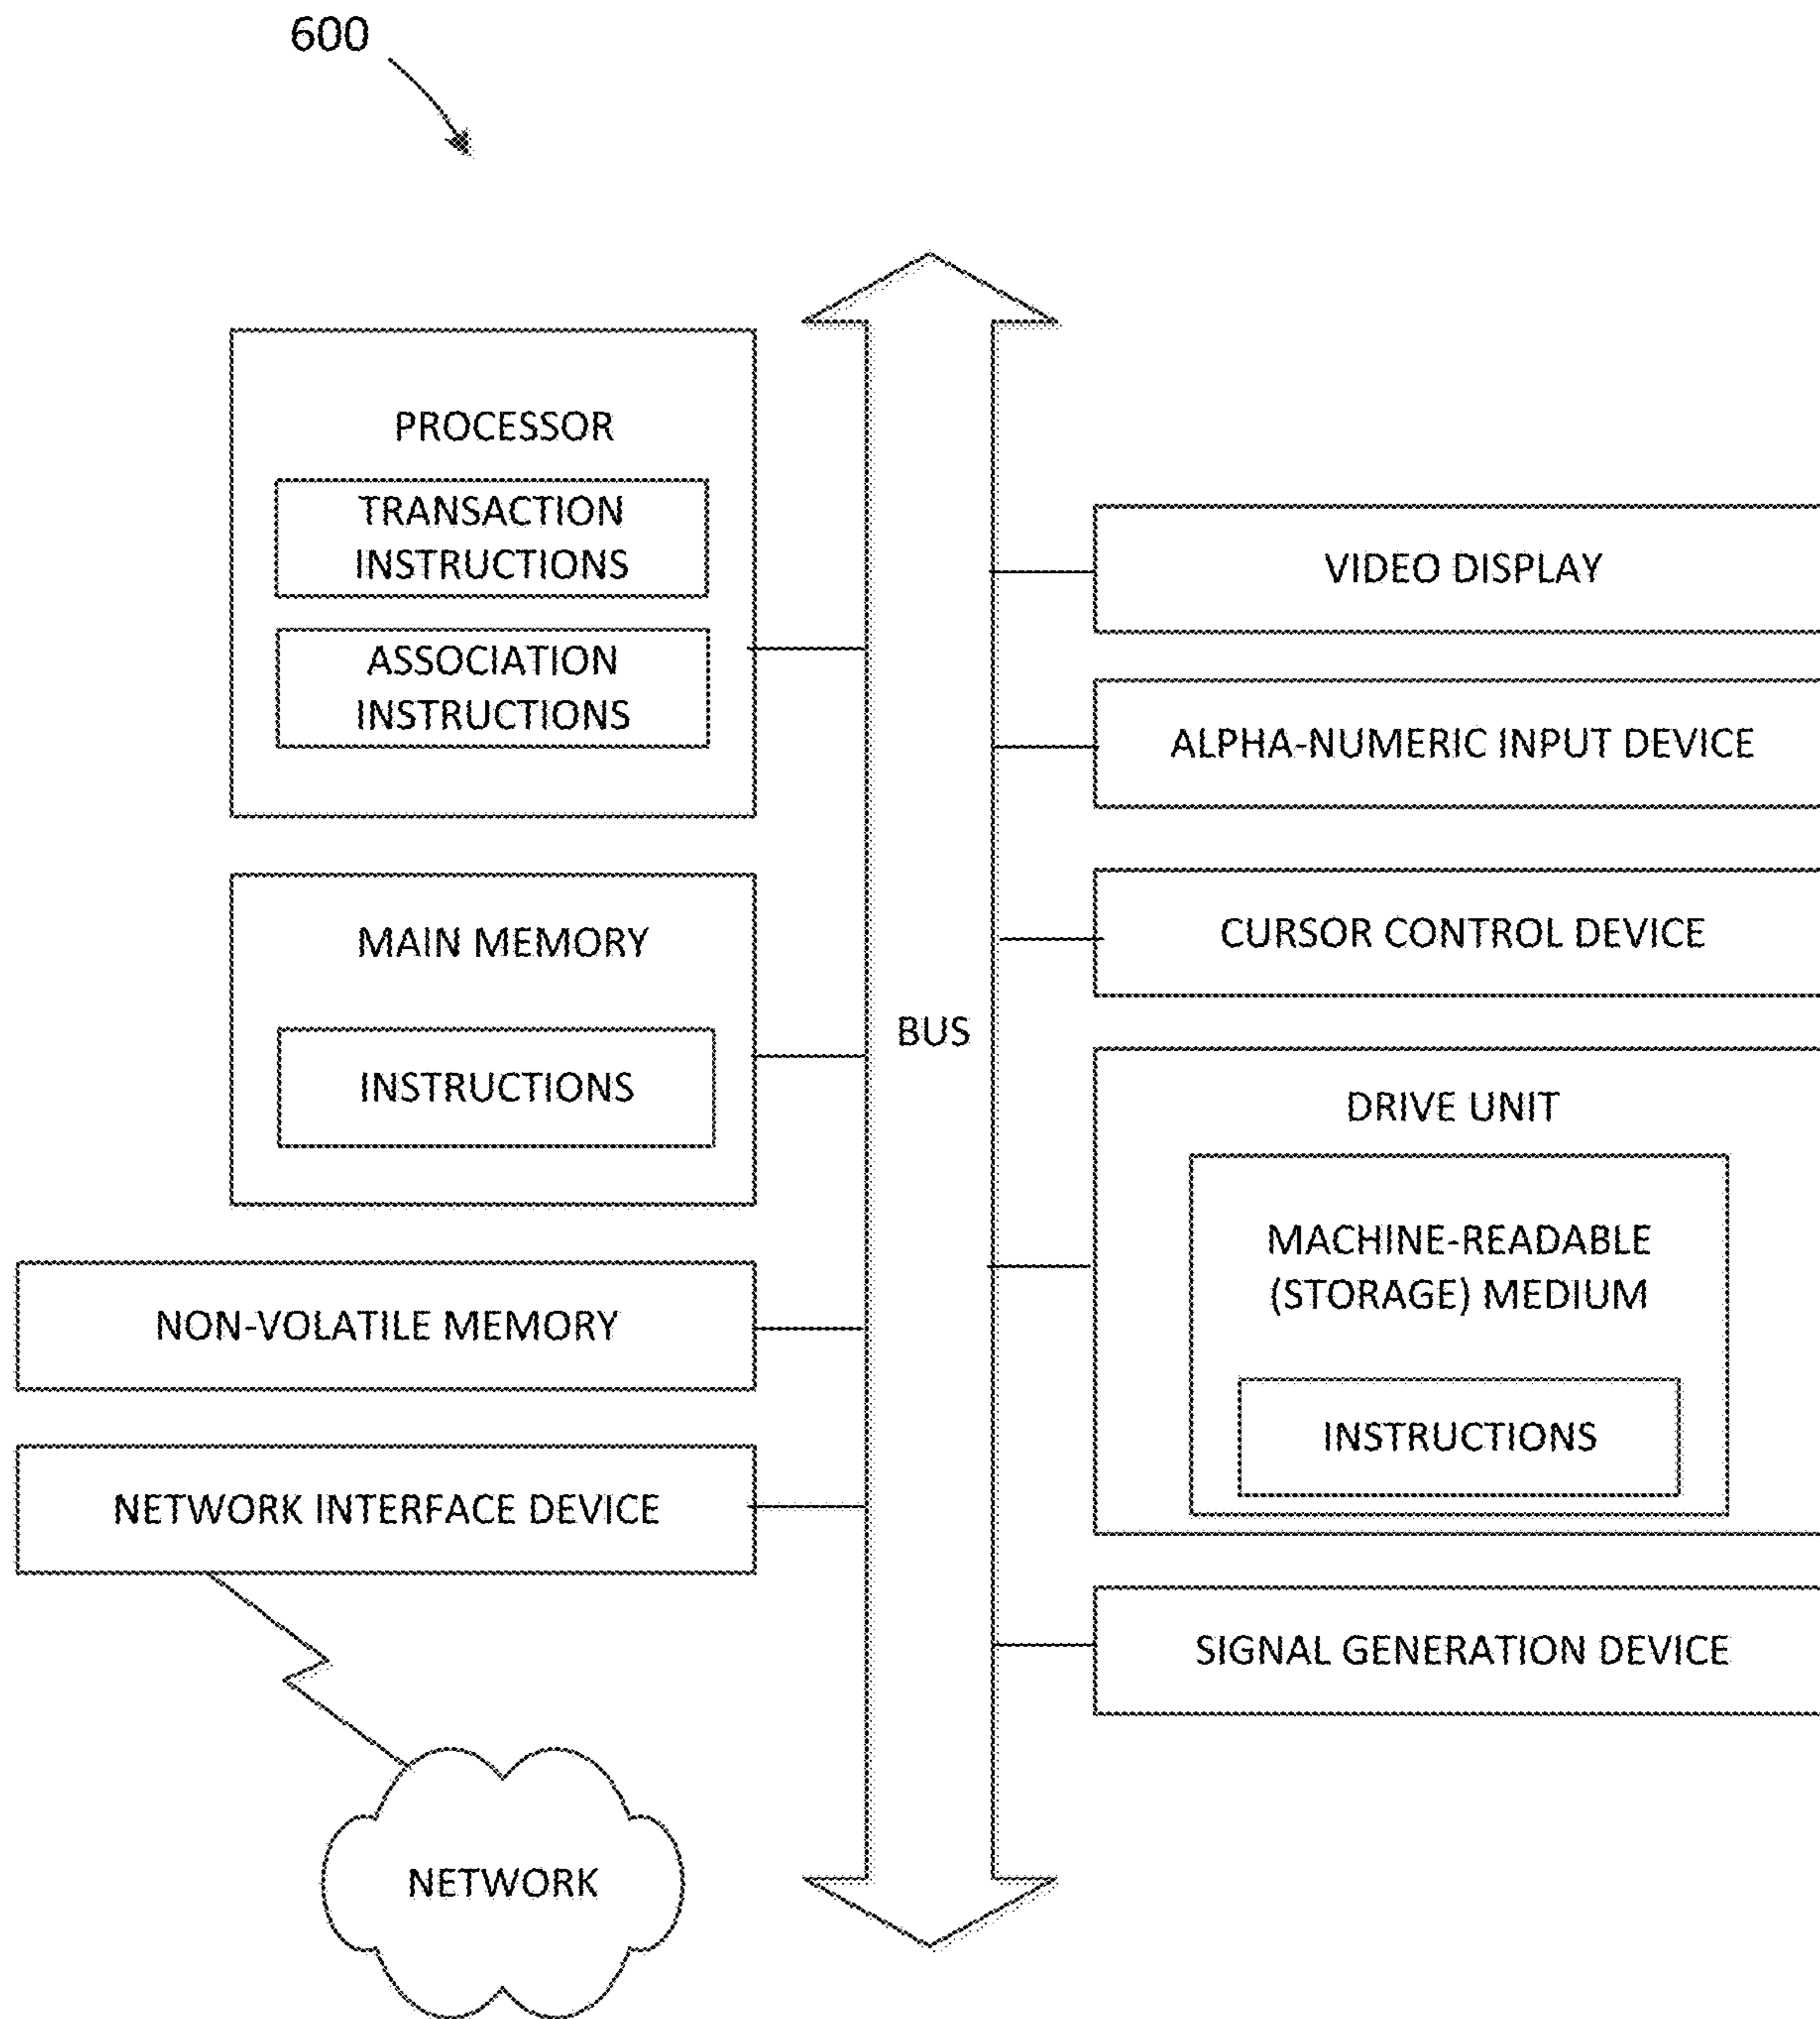 600
PROCESSOR
TRANSACTION
INSTRUCTIONS
ASSOCIATION
INSTRUCTIONS
MAIN MEMORY
INSTRUCTIONS
NON-VOLATILE MEMORY
NETWORK INTERFACE DEVICE
NETWORK
BUS
VIDEO DISPLAY
ALPHA-NUMERIC INPUT DEVICE
CURSOR CONTROL DEVICE
DRIVE UNIT
MACHINE-READABLE
(STORAGE) MEDIUM
INSTRUCTIONS
SIGNAL GENERATION DEVICE